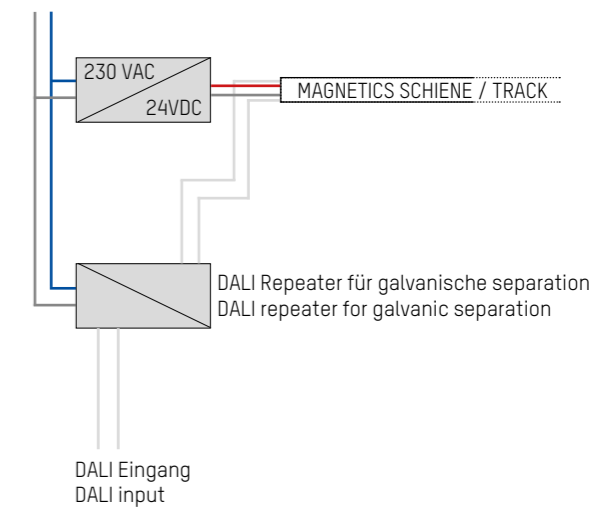 230 VAC
24VDC
MAGNETICS SCHIENE / TRACK
DALI Repeater für galvanische separation
DALI repeater for galvanic separation
DALI Eingang
DALI input